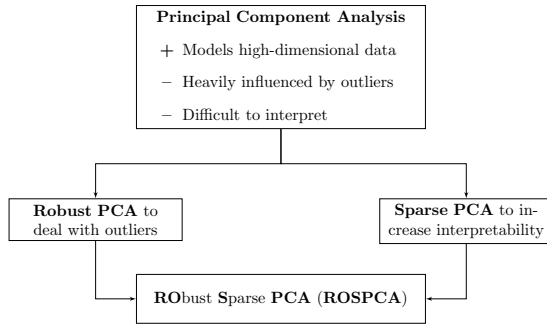 Principal Component Analysis
+ Models high-dimensional data
– Heavily influenced by outliers
– Difficult to interpret
Robust PCA to
deal with outliers
Sparse PCA to in-
crease interpretability
RObust Sparse PCA (ROSPCA)